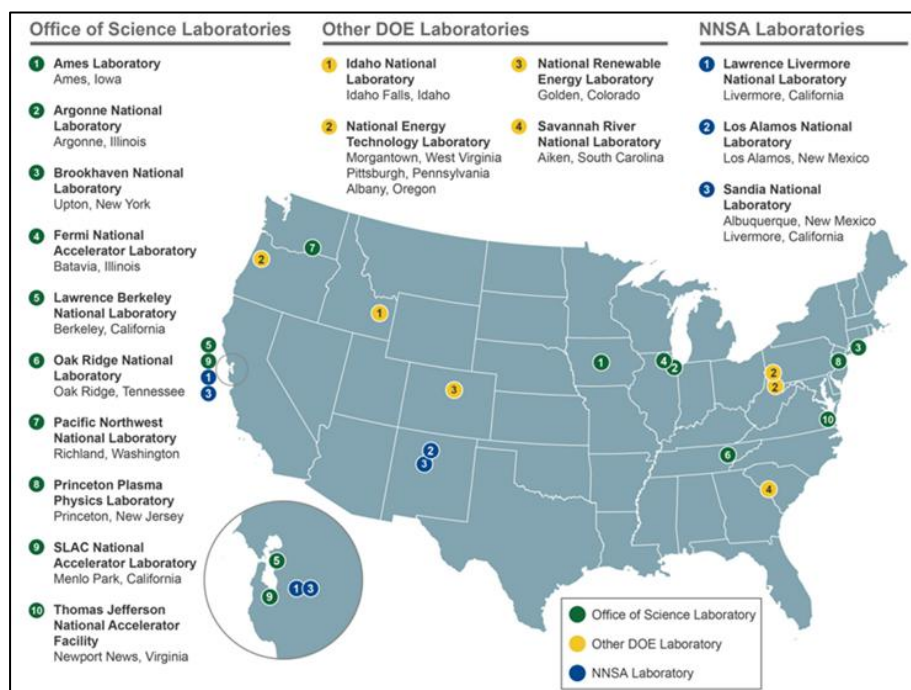 Office of Science Laboratories
1 Ames Laboratory
Ames, Iowa
2 Argonne National
Laboratory
Argonne, Illinois
3 Brookhaven National
Laboratory
Upton, New York
4 Fermi National
Accelerator Laboratory
Batavia, Illinois
5 Lawrence Berkeley
National Laboratory
Berkeley, California
6 Oak Ridge National
Laboratory
Oak Ridge, Tennessee
7 Pacific Northwest
National Laboratory
Richland, Washington
8 Princeton Plasma
Physics Laboratory
Princeton, New Jersey
9 SLAC National
Accelerator Laboratory
Menlo Park, California
10 Thomas Jefferson
National Accelerator
Facility
Newport News, Virginia
Other DOE Laboratories
1 Idaho National
Laboratory
Idaho Falls, Idaho
2 National Energy
Technology Laboratory
Morgantown, West Virginia
Pittsburgh, Pennsylvania
Albany, Oregon
3 National Renewable
Energy Laboratory
Golden, Colorado
4 Savannah River
National Laboratory
Aiken, South Carolina
NNSA Laboratories
1 Lawrence Livermore
National Laboratory
Livermore, California
2 Los Alamos National
Laboratory
Los Alamos, New Mexico
3 Sandia National
Laboratory
Albuquerque, New Mexico
Livermore, California
7
2
1
5
9
1
3
3
2
3
1
4
2
2
2
8
3
10
6
4
5
9
1 3
Office of Science Laboratory
Other DOE Laboratory
NNSA Laboratory